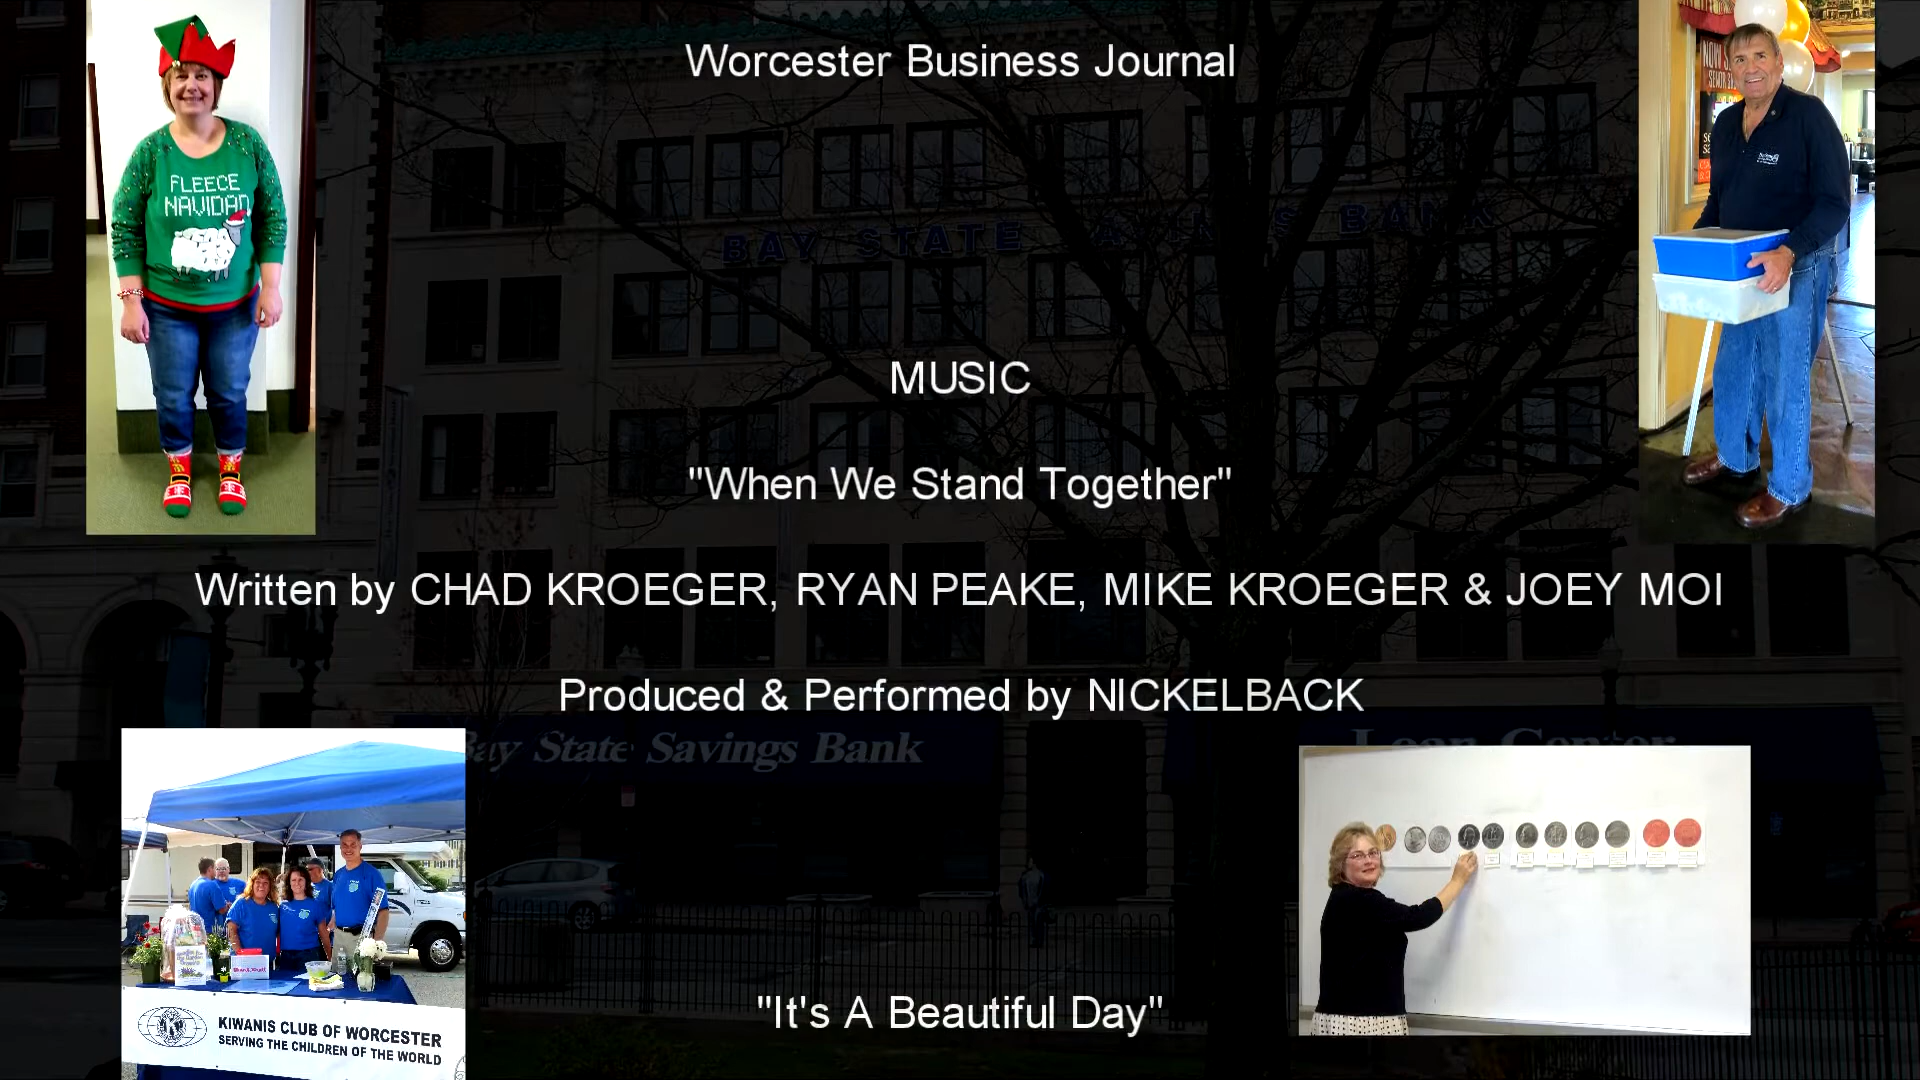 Worcester Business Journal
FLEECE
NAVIDAD
BAY STATE SAVINGS BANK
MUSIC
"When We Stand Together"
Written by CHAD KROEGER, RYAN PEAKE, MIKE KROEGER & JOEY MOI
Produced & Performed by NICKELBACK
Bay State Savings Bank
Loan Center
KIWANIS CLUB OF WORCESTER
SERVING THE CHILDREN OF THE WORLD
"It's A Beautiful Day"